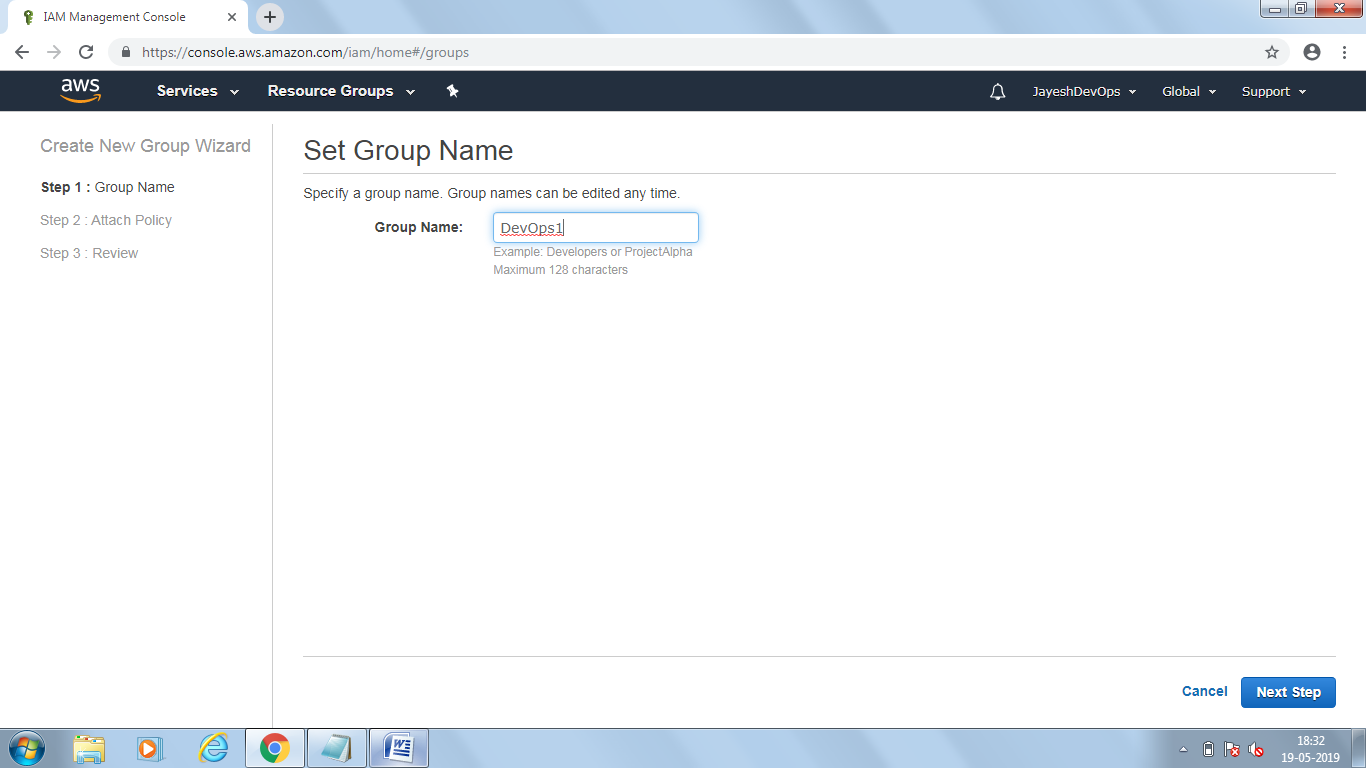 IAM Management Console
https://console.aws.amazon.com/iam/home#/groups
aws Services Resource Groups JayeshDevOps Global Support
Create New Group Wizard
Step 1 : Group Name
Step 2 : Attach Policy
Step 3 : Review
Set Group Name
Specify a group name. Group names can be edited any time.
Group Name: DevOps1
Example: Developers or ProjectAlpha
Maximum 128 characters
Cancel Next Step
18:32
19-05-2019